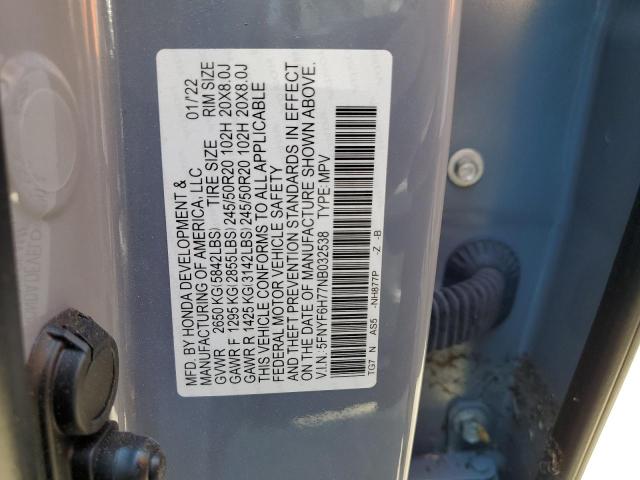 MFD. BY HONDA DEVELOPMENT &
MANUFACTURING OF AMERICA, LLC 01/'22
GVWR 2650 KG(5842LBS) TIRE SIZE RIM SIZE
GAWR F 1295 KG(2855LBS) 245/50R20 102H 20X8.0J
GAWR R 1425 KG(3142LBS) 245/50R20 102H 20X8.0J
THIS VEHICLE CONFORMS TO ALL APPLICABLE
FEDERAL MOTOR VEHICLE SAFETY
AND THEFT PREVENTION STANDARDS IN EFFECT
ON THE DATE OF MANUFACTURE SHOWN ABOVE.
V.I.N.: 5FNYF6H77NB032538 TYPE: MPV
TG7 N AS5 -NH877P -Z -B